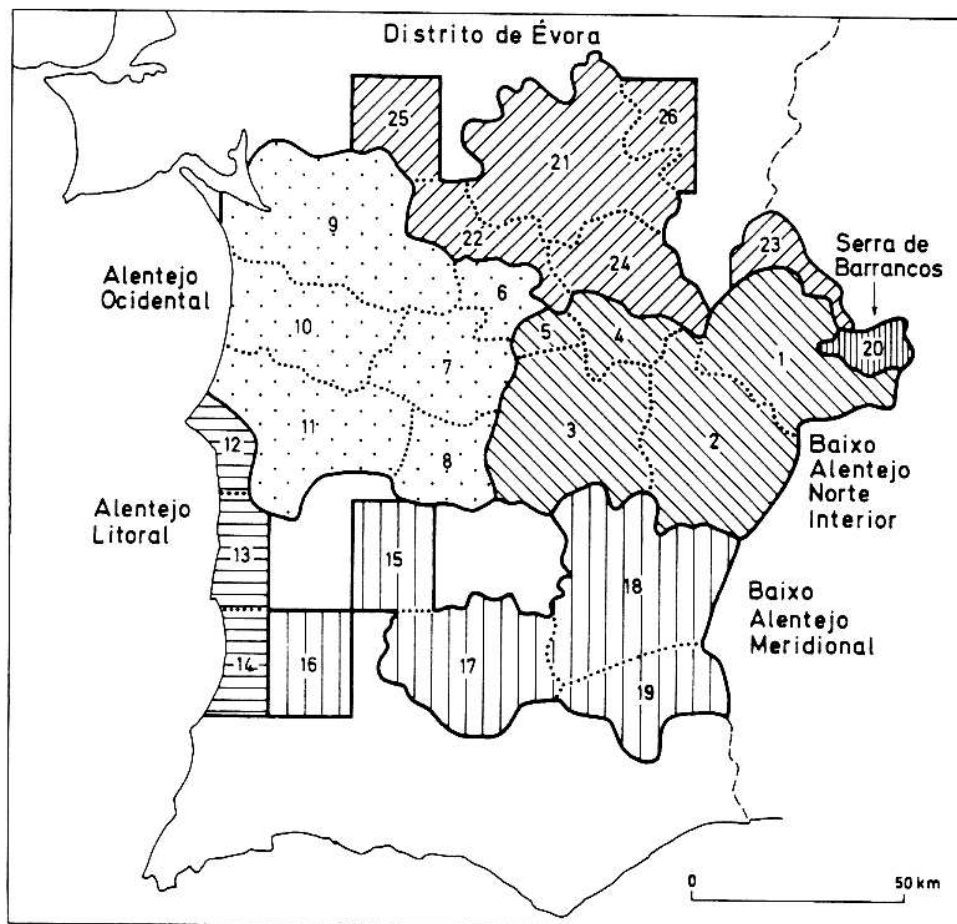 Distrito de Évora
25
26
21
9
22
23
Serra de
Barrancos
24
Alentejo
Ocidental
6
10
5
4
20
1
7
11
3
2
12
8
Baixo
Alentejo
Norte
Interior
Alentejo
Litoral
13
15
18
Baixo
Alentejo
Meridional
14
16
17
19
0
50 km